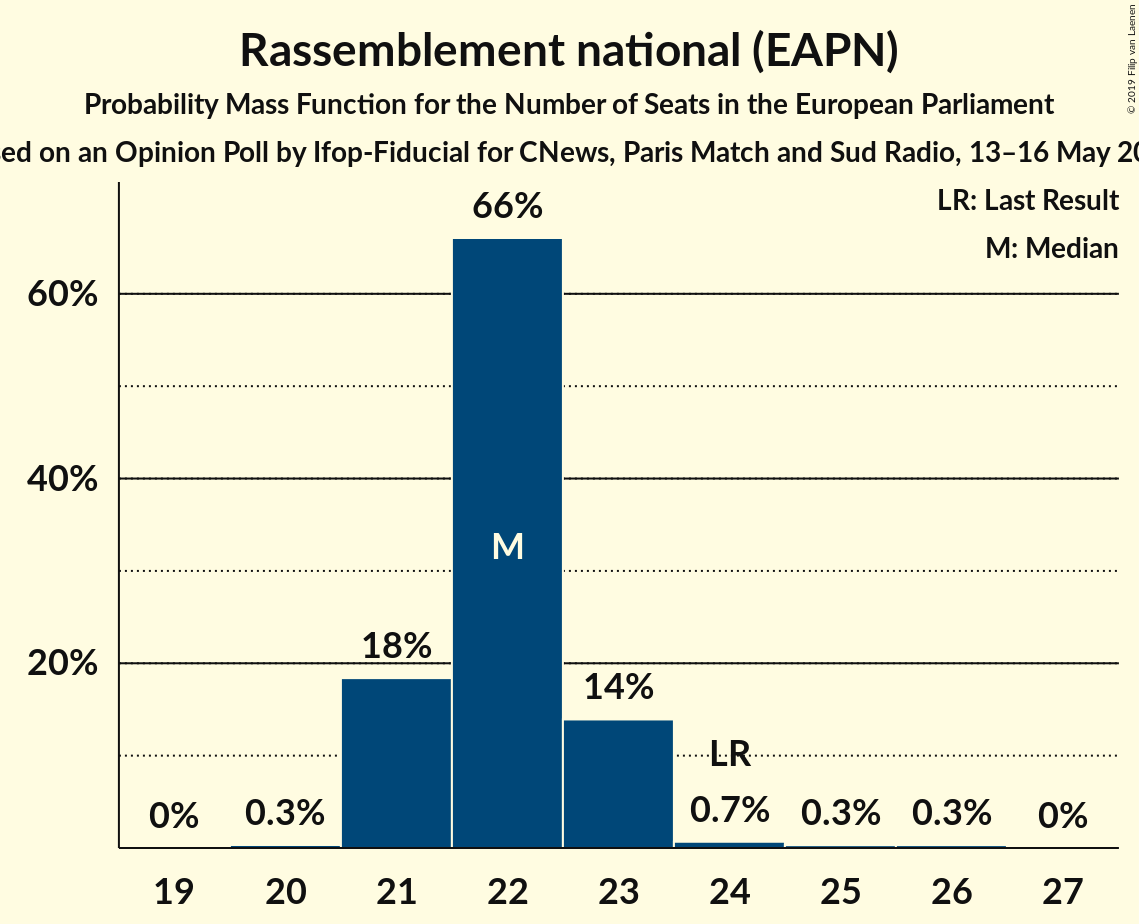 Rassemblement national (EAPN)
Probability Mass Function for the Number of Seats in the European Parliament
on an Opinion Poll by Ifop-Fiducial for CNews, Paris Match and Sud Radio, 13–16 May
© 2019 Filip van Laenen
LR: Last Result
M: Median
66%
60%
40%
M
18%
20%
14%
LR
0% 0.3% 0.7% 0.3% 0.3% 0%
19 20 21 22 23 24 25 26 27